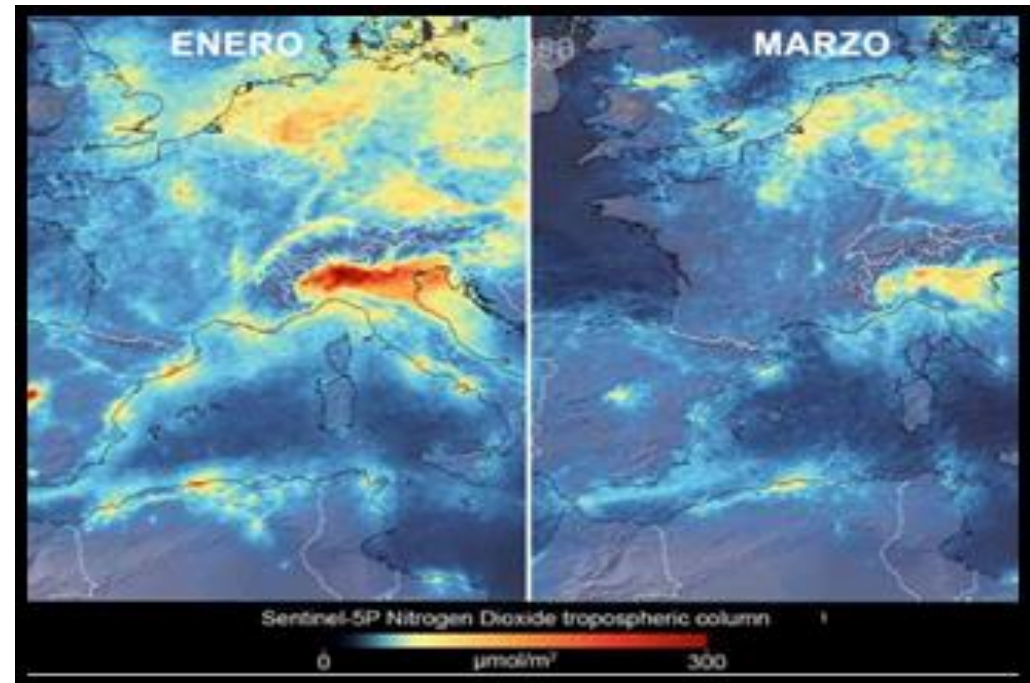 ENERO
MARZO
Sentinel-5P Nitrogen Dioxide tropospheric column
0 µmol/m² 300